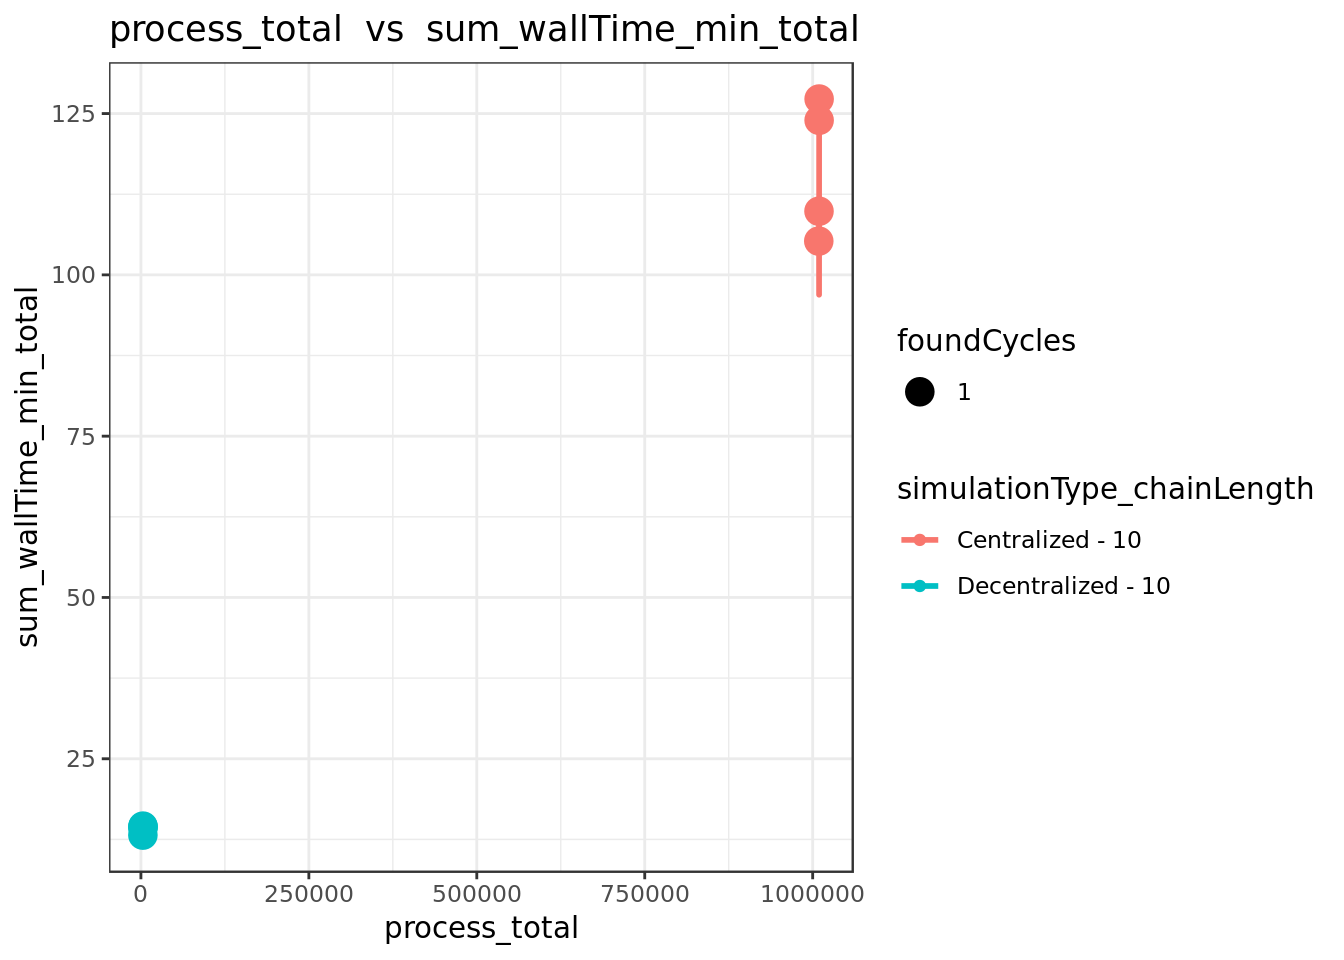 process_total vs sum_wallTime_min_total
sum_wallTime_min_total
125
100
75
50
25
0
250000
500000
750000
1000000
process_total
foundCycles
1
simulationType_chainLength
Centralized - 10
Decentralized - 10